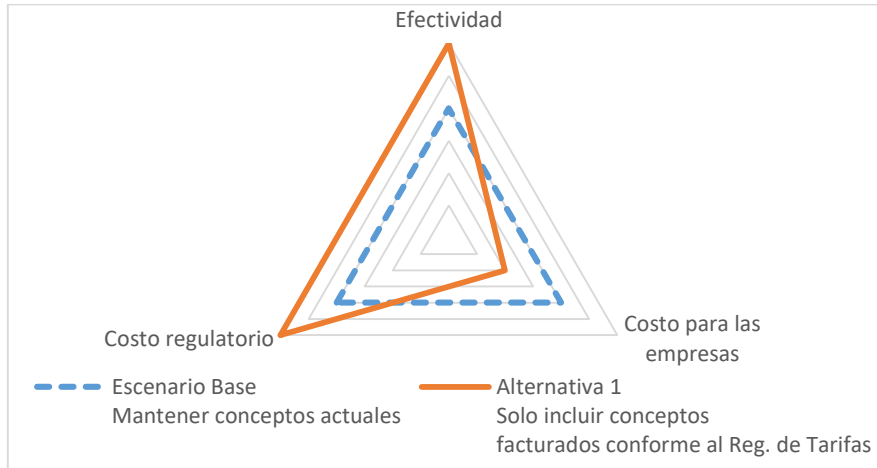 Efectividad
Costo regulatorio
Costo para las
empresas
Escenario Base
Mantener conceptos actuales
Alternativa 1
Solo incluir conceptos
facturados conforme al Reg. de Tarifas